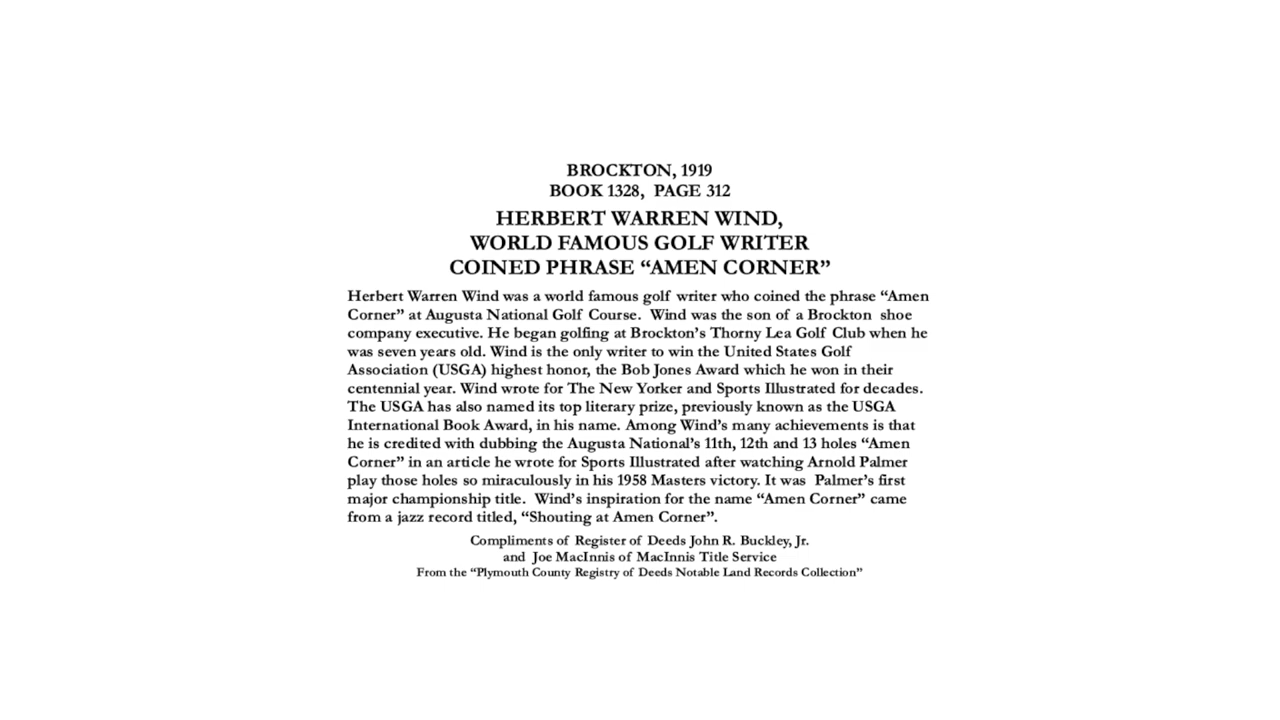 BROCKTON, 1919
BOOK 1328, PAGE 312
HERBERT WARREN WIND,
WORLD FAMOUS GOLF WRITER
COINED PHRASE “AMEN CORNER”
Herbert Warren Wind was a world famous golf writer who coined the phrase “Amen
Corner” at Augusta National Golf Course. Wind was the son of a Brockton shoe
company executive. He began golfing at Brockton’s Thorny Lea Golf Club when he
was seven years old. Wind is the only writer to win the United States Golf
Association (USGA) highest honor, the Bob Jones Award which he won in their
centennial year. Wind wrote for The New Yorker and Sports Illustrated for decades.
The USGA has also named its top literary prize, previously known as the USGA
International Book Award, in his name. Among Wind’s many achievements is that
he is credited with dubbing the Augusta National’s 11th, 12th and 13 holes “Amen
Corner” in an article he wrote for Sports Illustrated after watching Arnold Palmer
play those holes so miraculously in his 1958 Masters victory. It was Palmer’s first
major championship title. Wind’s inspiration for the name “Amen Corner” came
from a jazz record titled, “Shouting at Amen Corner”.
Compliments of Register of Deeds John R. Buckley, Jr.
and Joe MacInnis of MacInnis Title Service
From the “Plymouth County Registry of Deeds Notable Land Records Collection”